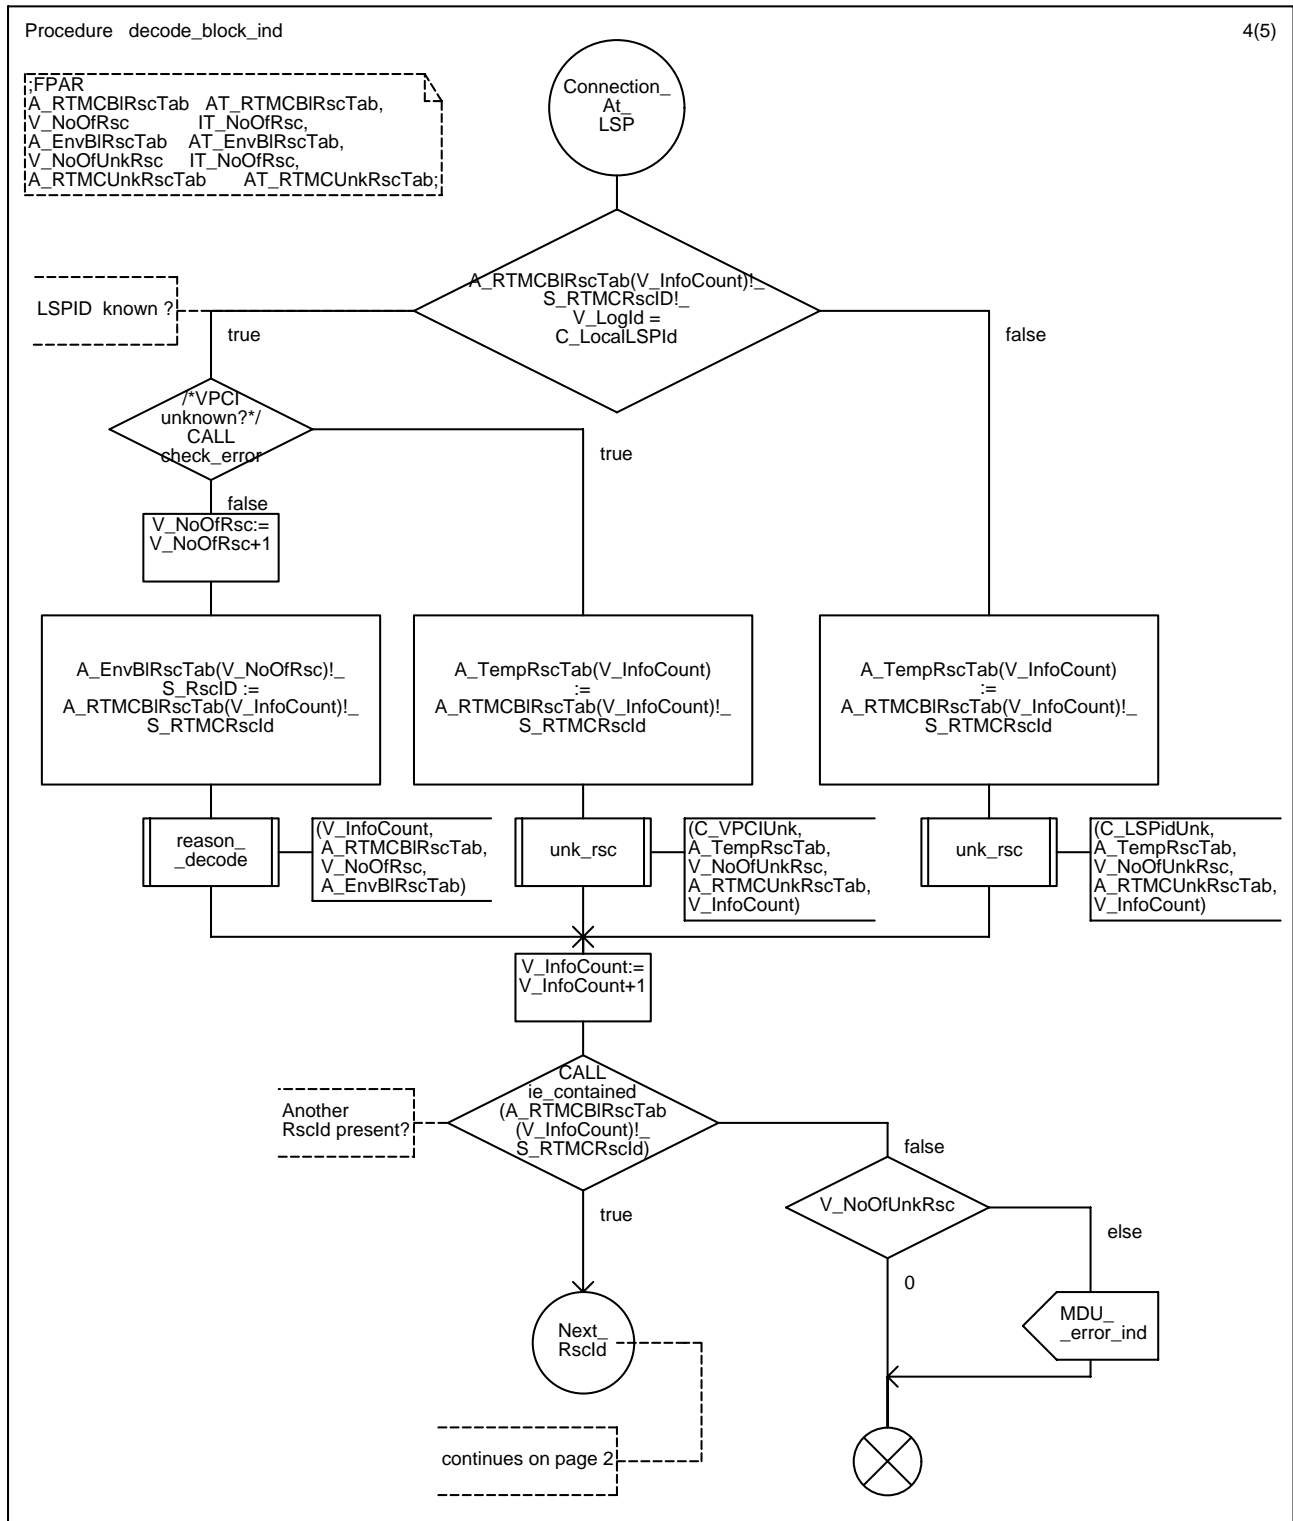 Procedure decode_block_ind
4(5)
;FPAR
A_RTMCBlRscTab AT_RTMCBlRscTab,
V_NoOfRsc IT_NoOfRsc,
A_EnvBlRscTab AT_EnvBlRscTab,
V_NoOfUnkRsc IT_NoOfRsc,
A_RTMCUnkRscTab AT_RTMCUnkRscTab;
Connection_
At_
LSP
A_RTMCBlRscTab(V_InfoCount)!_
S_RTMCRscID!_
V_LogId =
C_LocalLSPId
LSPID known ?
true
false
/*VPCI
unknown?*/
CALL
check_error
true
false
V_NoOfRsc:=
V_NoOfRsc+1
A_EnvBlRscTab(V_NoOfRsc)!_
S_RscID :=
A_RTMCBlRscTab(V_InfoCount)!_
S_RTMCRscId
A_TempRscTab(V_InfoCount)
:=
A_RTMCBlRscTab(V_InfoCount)!_
S_RTMCRscId
A_TempRscTab(V_InfoCount)
:=
A_RTMCBlRscTab(V_InfoCount)!_
S_RTMCRscId
reason_
_decode
(V_InfoCount,
A_RTMCBlRscTab,
V_NoOfRsc,
A_EnvBlRscTab)
unk_rsc
(C_VPCIUnk,
A_TempRscTab,
V_NoOfUnkRsc,
A_RTMCUnkRscTab,
V_InfoCount)
unk_rsc
(C_LSPidUnk,
A_TempRscTab,
V_NoOfUnkRsc,
A_RTMCUnkRscTab,
V_InfoCount)
V_InfoCount:=
V_InfoCount+1
CALL
ie_contained
(A_RTMCBlRscTab
(V_InfoCount)!_
S_RTMCRscId)
Another
RscId present?
false
true
V_NoOfUnkRsc
else
0
MDU_
_error_ind
Next_
RscId
continues on page 2